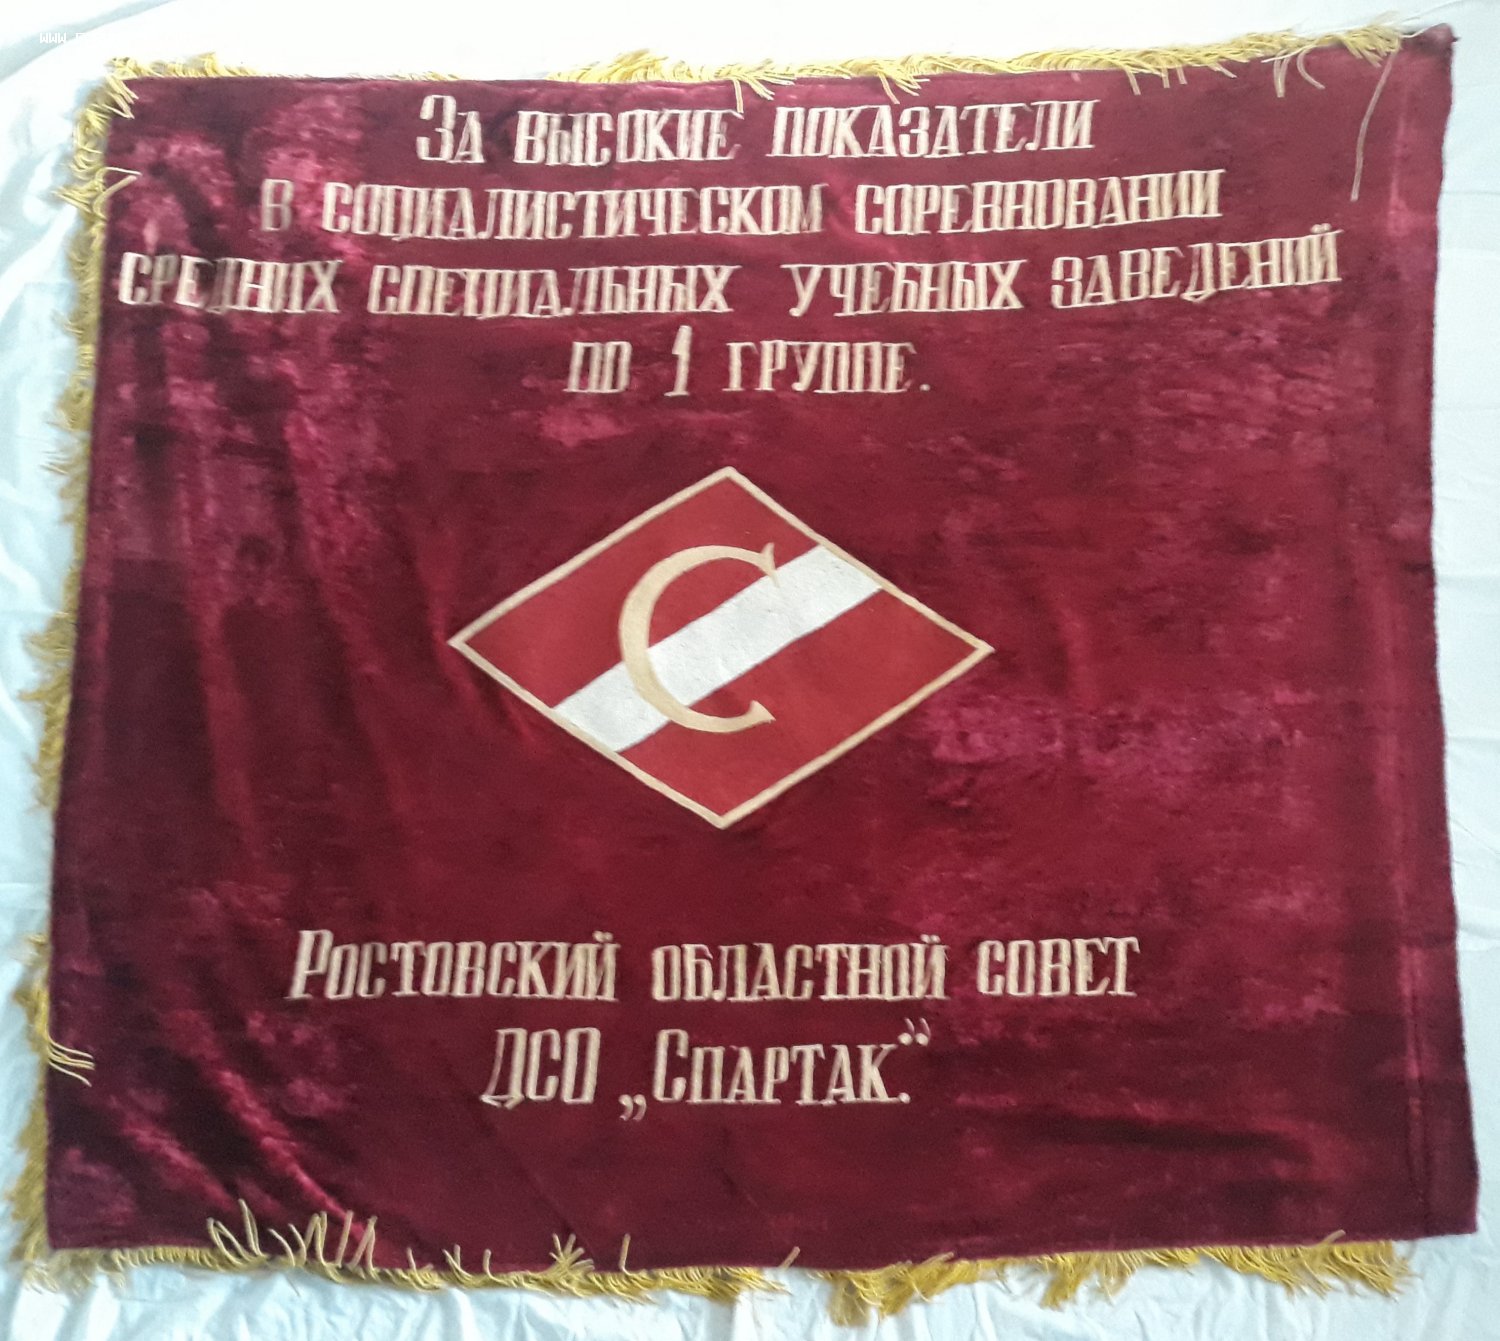 За высокие показатели
в социалистическом соревновании
средних специальных учебных заведений
по 1 группе.
С
Ростовский областной совет
ДСО „Спартак."